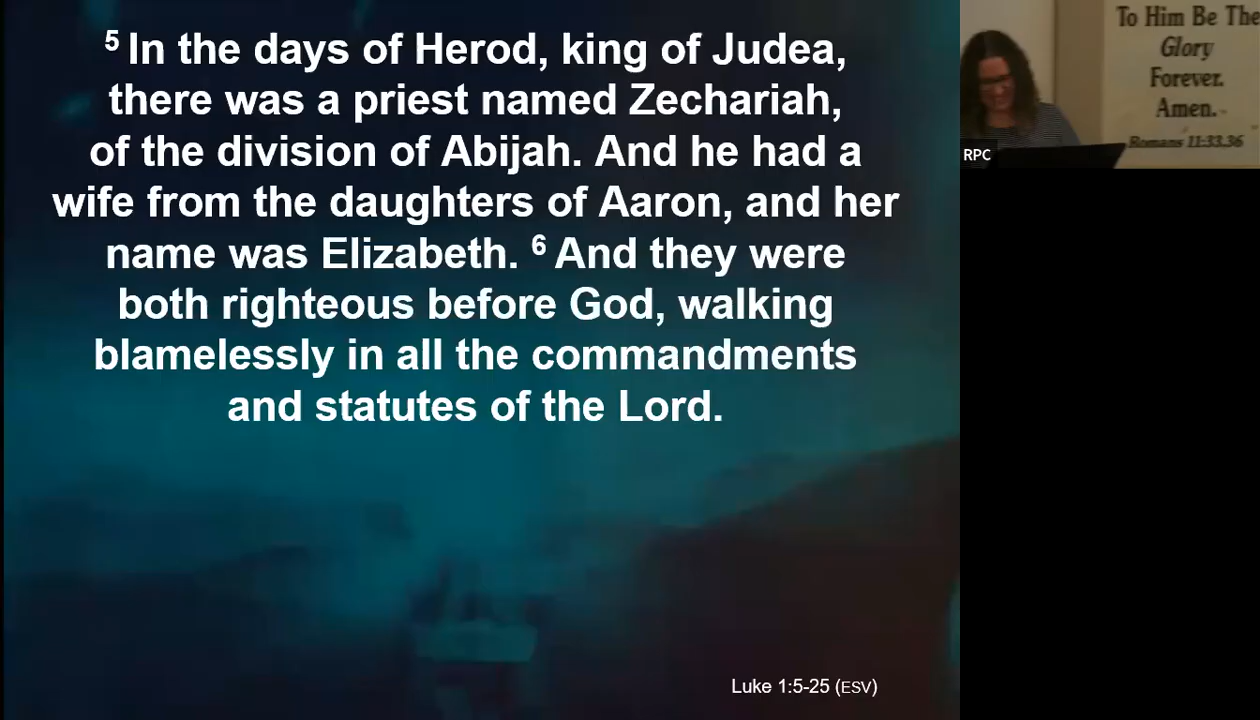 ⁵ In the days of Herod, king of Judea,
there was a priest named Zechariah,
of the division of Abijah. And he had a
wife from the daughters of Aaron, and her
name was Elizabeth. ⁶ And they were
both righteous before God, walking
blamelessly in all the commandments
and statutes of the Lord.
Luke 1:5-25 (ESV)
To Him Be The
Glory
Forever.
Amen.
Romans 11:33,36
RPC